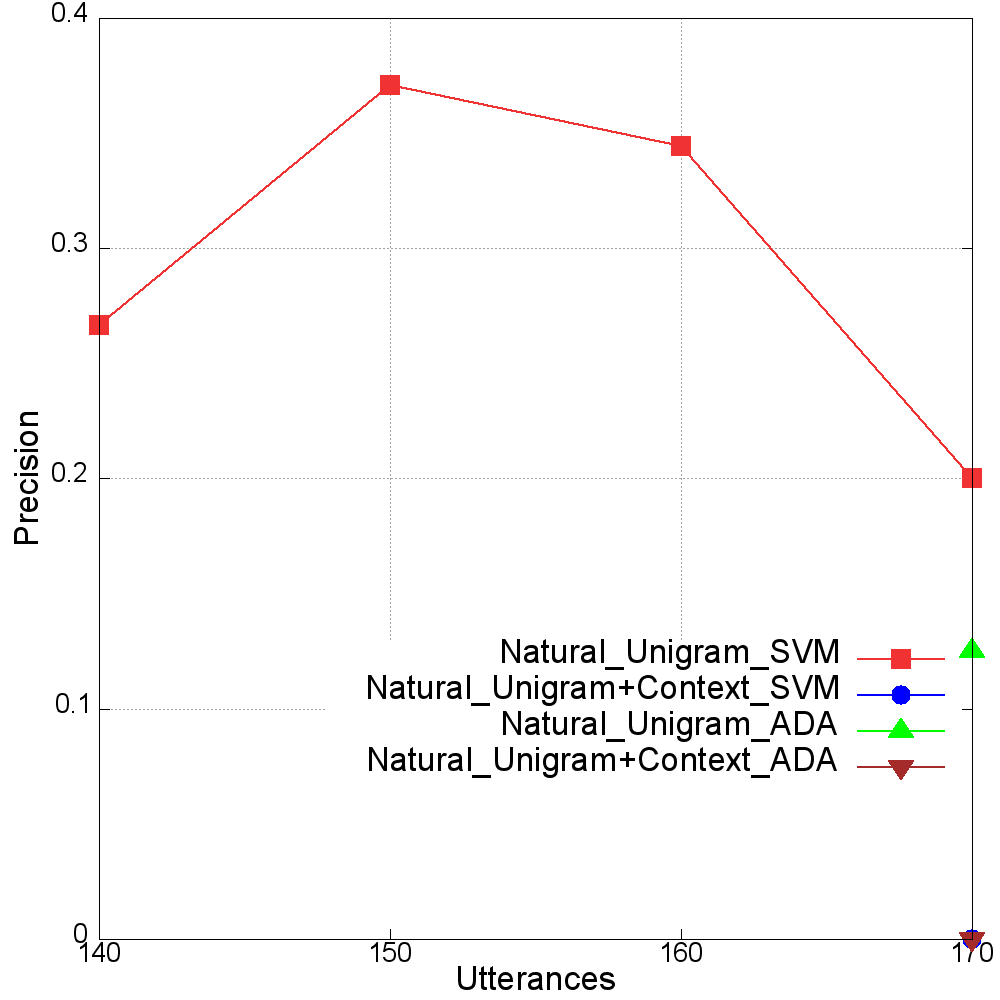 0.4
0.3
0.2
0.1
0
Precision
Natural_Unigram_SVM
Natural_Unigram+Context_SVM
Natural_Unigram_ADA
Natural_Unigram+Context_ADA
140 150 160 170
Utterances